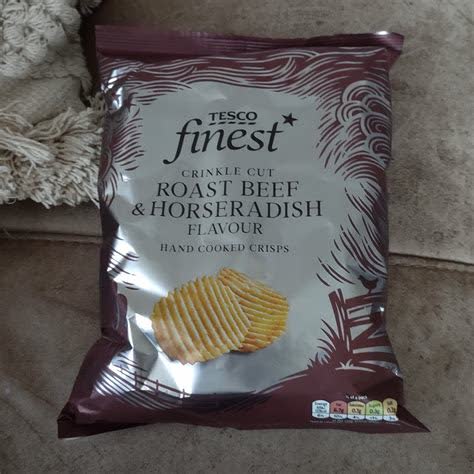 TESCO
finest*
CRINKLE CUT
ROAST BEEF
& HORSERADISH
FLAVOUR
HAND COOKED CRISPS